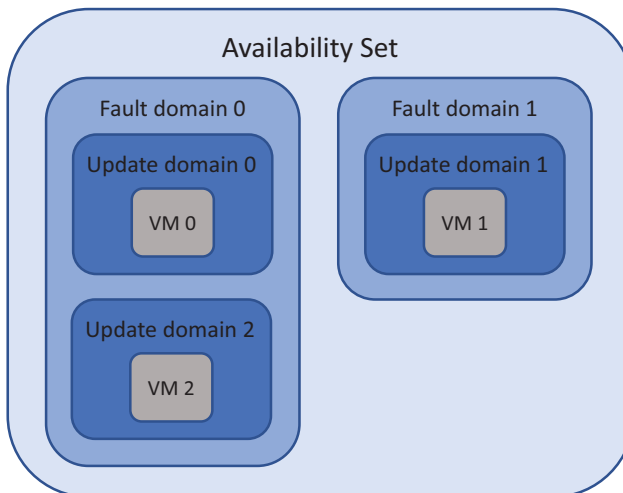 Availability Set
Fault domain 0
Update domain 0
VM 0
Update domain 2
VM 2
Fault domain 1
Update domain 1
VM 1